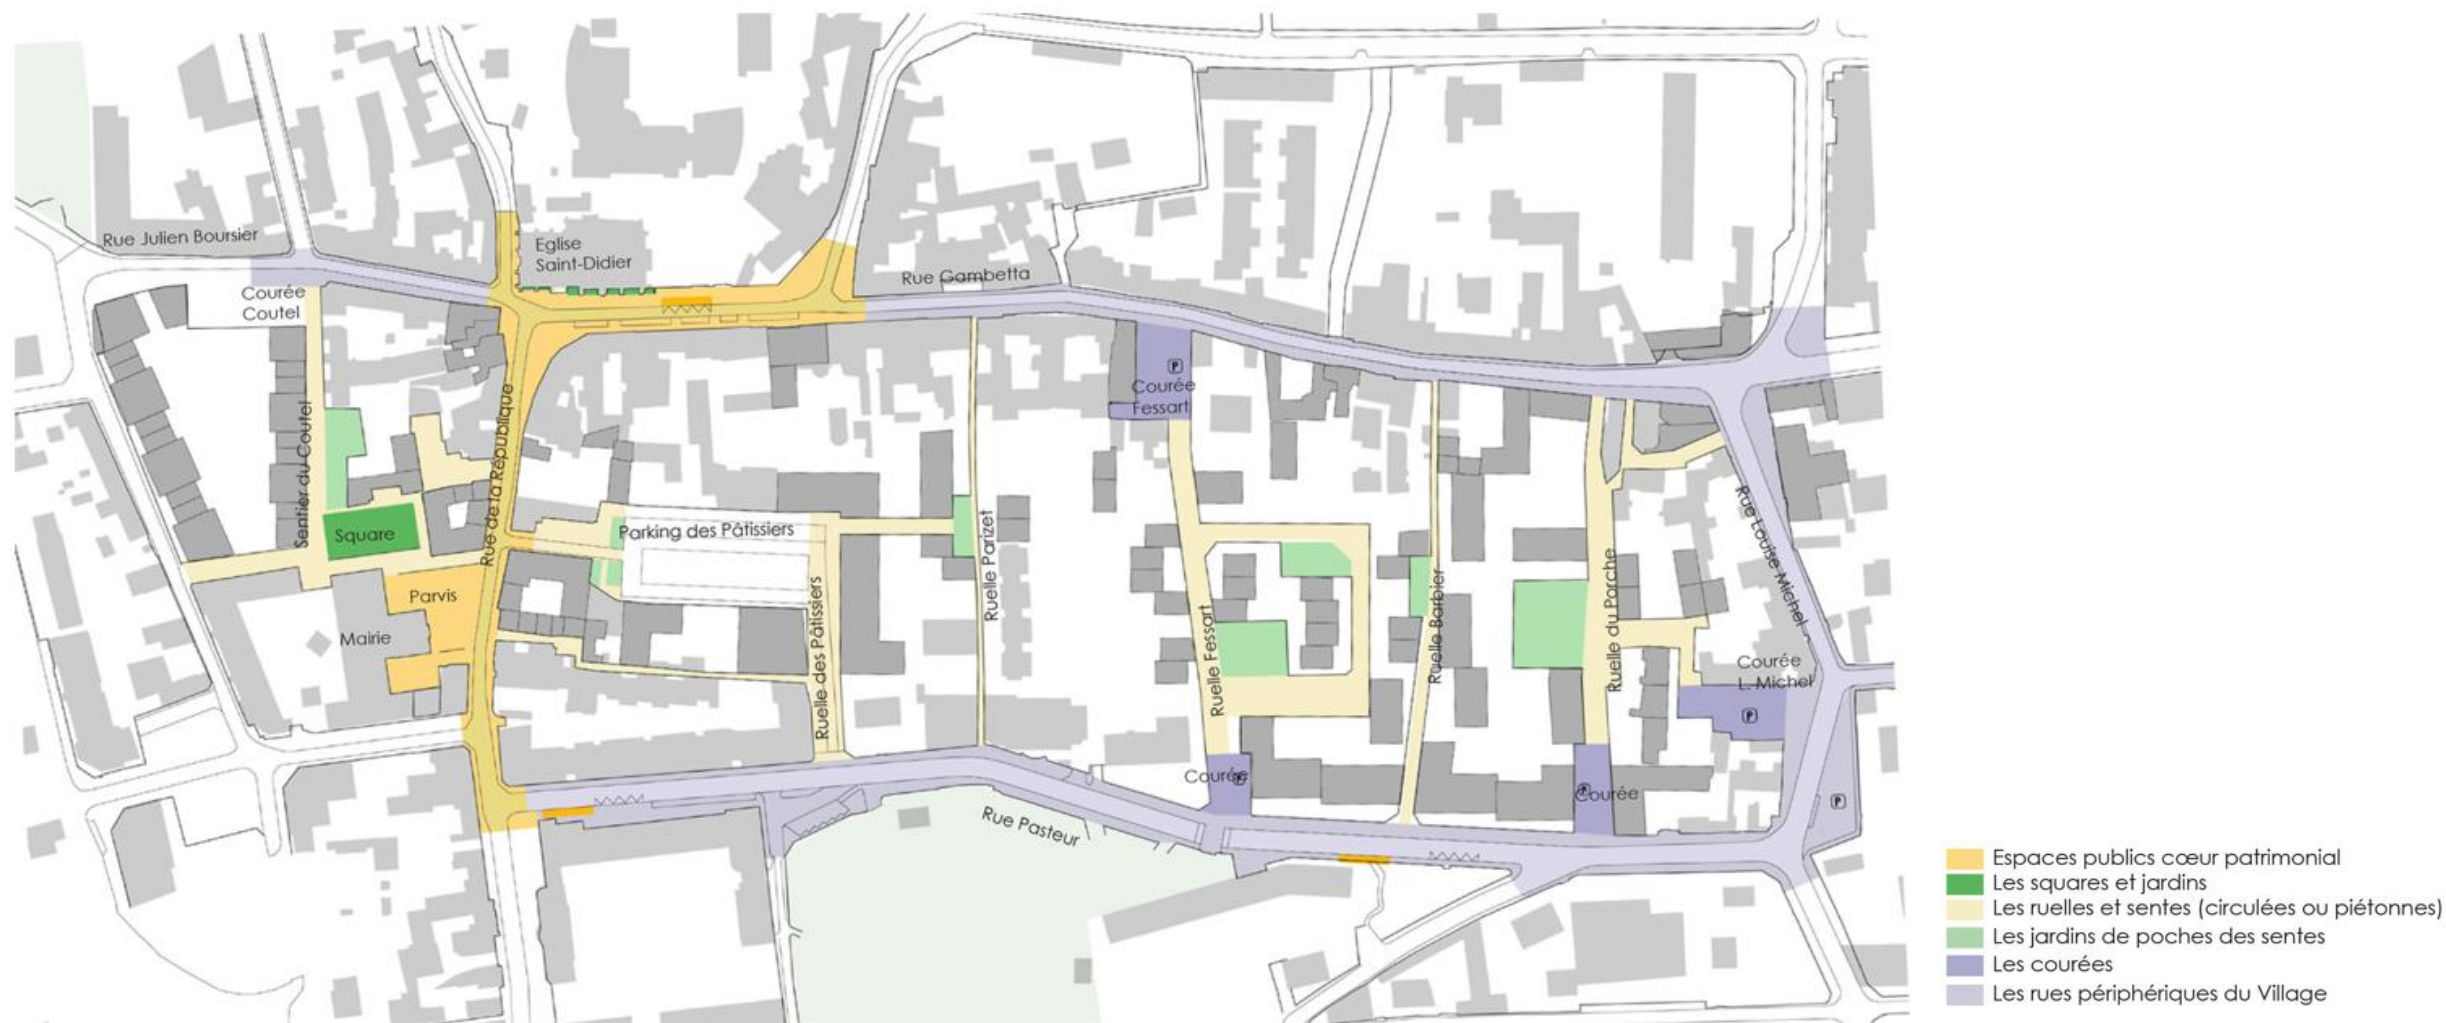 Rue Julien Boursier
Eglise
Saint-Didier
Rue Gambetta
Courée
Coutel
P
Courée
Fessart
Sentier du Coutel
Rue de la République
Square
Parking des Pâtissiers
Ruelle Parizet
Rue Louise Michel
Parvis
Mairie
Ruelle des Pâtissiers
Ruelle Fessart
Ruelle Barbier
Ruelle du Porche
Courée
L. Michel
P
Courée
P
P
Courée
P
Rue Pasteur
Espaces publics cœur patrimonial
Les squares et jardins
Les ruelles et sentes (circulées ou piétonnes)
Les jardins de poches des sentes
Les courées
Les rues périphériques du Village